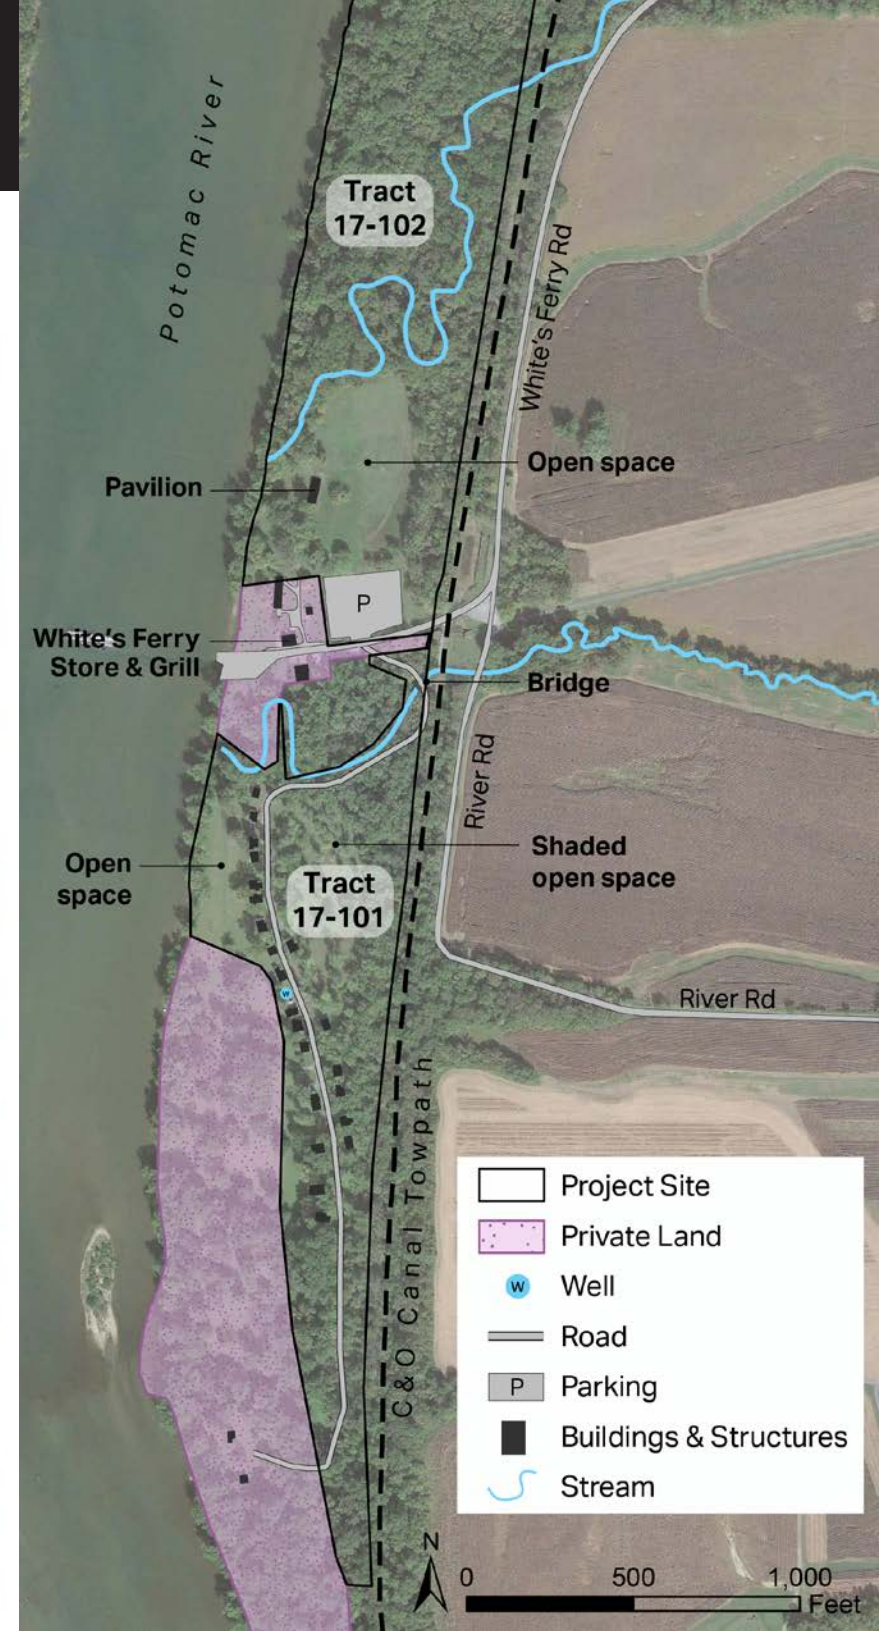 Potomac River
Tract
17-102
White's Ferry Rd
Open space
Pavilion
P
White's Ferry
Store & Grill
Bridge
River Rd
Shaded
open space
Open
space
Tract
17-101
W
River Rd
C&O Canal Towpath
Project Site
Private Land
W Well
Road
P Parking
Buildings & Structures
Stream
N
0 500 1,000
Feet